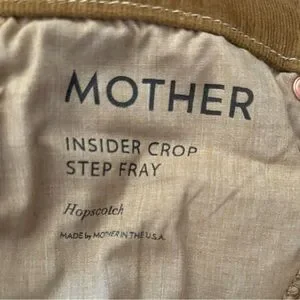 MOTHER
INSIDER CROP
STEP FRAY
Hopscotch
MADE by MOTHER IN THE U.S.A.